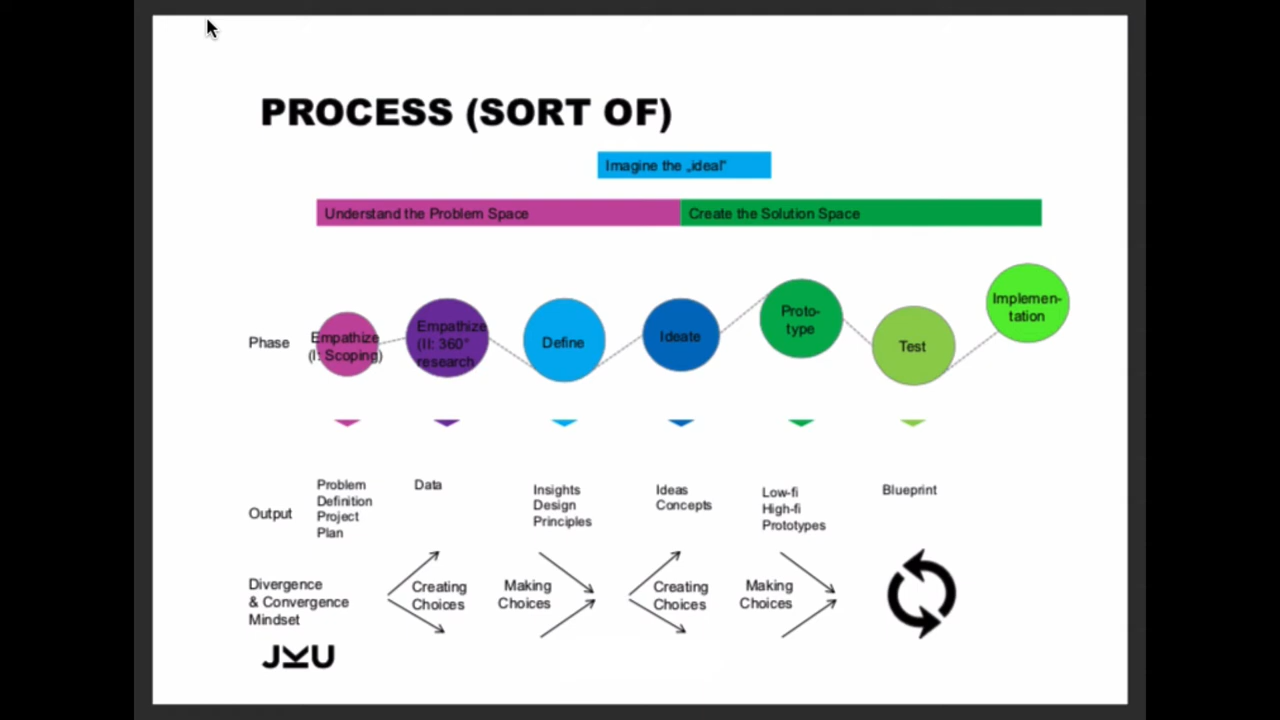 PROCESS (SORT OF)
Imagine the „ideal“
Understand the Problem Space
Create the Solution Space
Phase
Empathize
(I: Scoping)
Empathize
(II: 360°
research
Define
Ideate
Proto-
type
Test
Implemen-
tation
Output
Problem
Definition
Project
Plan
Data
Insights
Design
Principles
Ideas
Concepts
Low-fi
High-fi
Prototypes
Blueprint
Divergence
& Convergence
Mindset
Creating
Choices
Making
Choices
Creating
Choices
Making
Choices
JKU